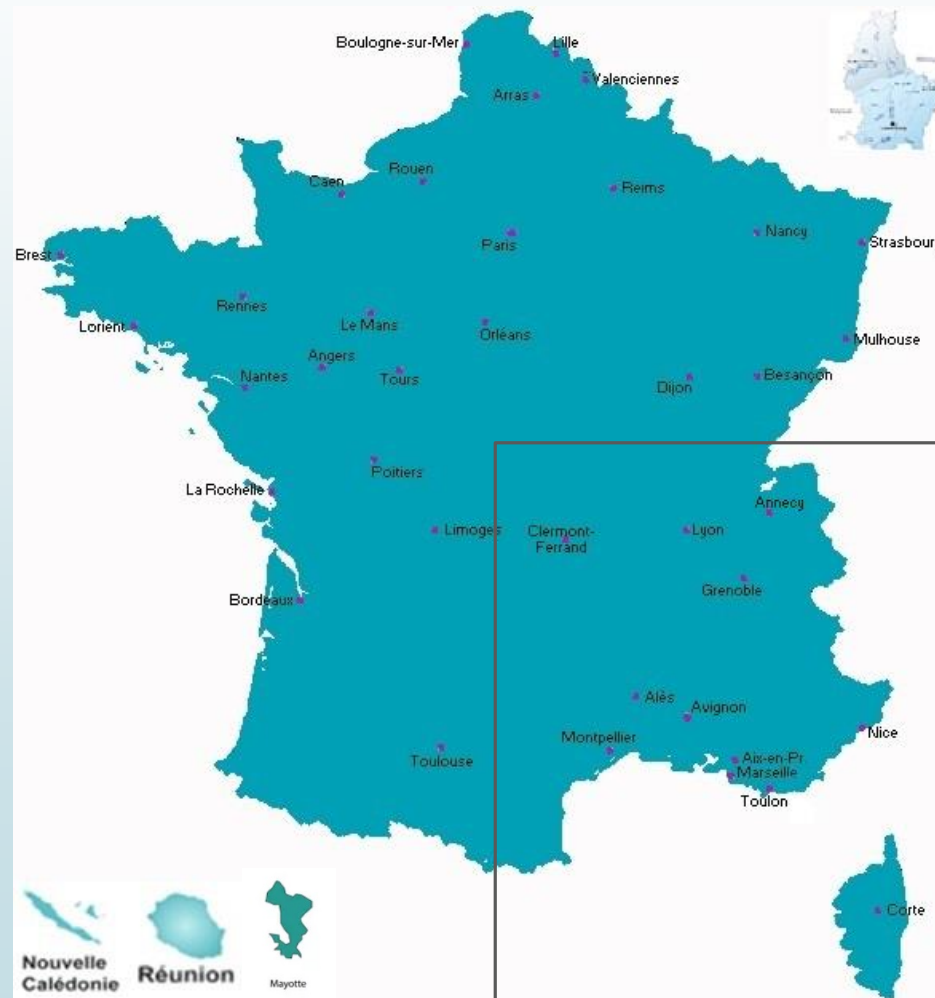 Boulogne-sur-Mer
Lille
Valenciennes
Arras
Rouen
Caen
Reims
Paris
Nancy
Strasbour
Brest
Rennes
Le Mans
Orléans
Lorient
Mulhouse
Angers
Tours
Nantes
Dijon
Besançon
Poitiers
La Rochelle
Annecy
Limoges
Clermont-
Ferrand
Lyon
Grenoble
Bordeaux
Alès
Avignon
Nice
Montpellier
Toulouse
Aix-en-Pr
Marseille
Toulon
Corte
Nouvelle
Calédonie
Réunion
Mayotte